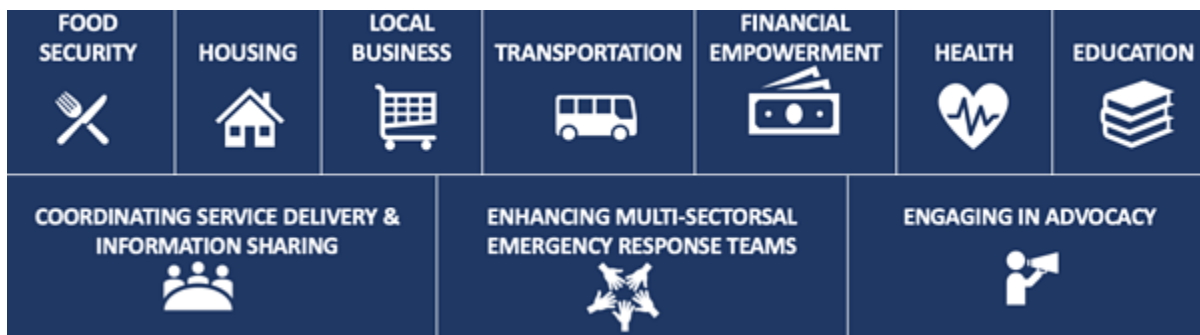 FOOD
SECURITY
HOUSING
LOCAL
BUSINESS
TRANSPORTATION
FINANCIAL
EMPOWERMENT
HEALTH
EDUCATION
COORDINATING SERVICE DELIVERY &
INFORMATION SHARING
ENHANCING MULTI-SECTORSAL
EMERGENCY RESPONSE TEAMS
ENGAGING IN ADVOCACY